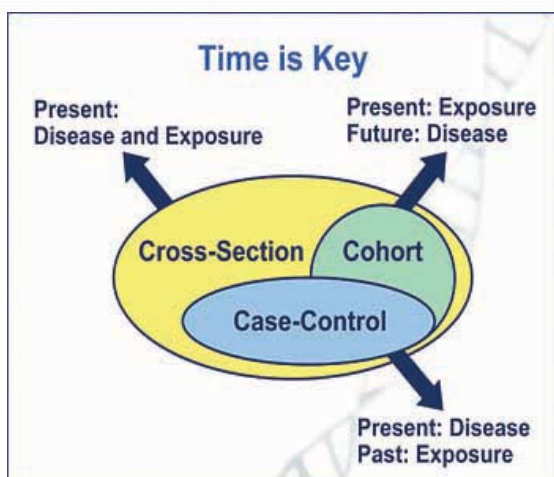 Time is Key
Present:
Disease and Exposure
Present: Exposure
Future: Disease
Cross-Section
Cohort
Case-Control
Present: Disease
Past: Exposure